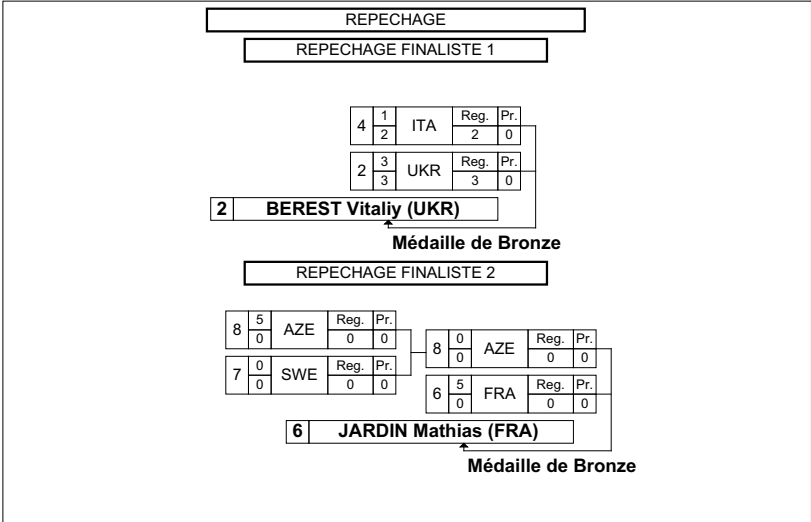 REPECHAGE
REPECHAGE FINALISTE 1
4 1 ITA Reg. Pr.
2 2 0
2 3 UKR Reg. Pr.
3 3 0
2 BEREST Vitaliy (UKR)
Médaille de Bronze
REPECHAGE FINALISTE 2
8 5 AZE Reg. Pr.
0 0 0
7 0 SWE Reg. Pr.
0 0 0
8 0 AZE Reg. Pr.
0 0 0
6 5 FRA Reg. Pr.
0 0 0
6 JARDIN Mathias (FRA)
Médaille de Bronze